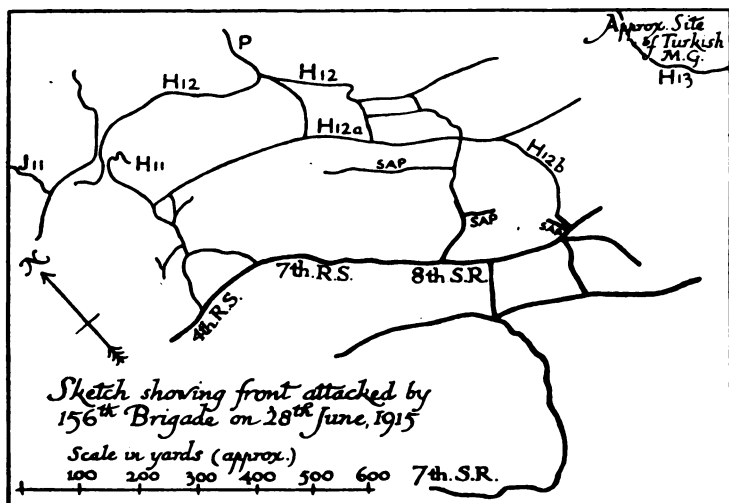 Approx. Site
of Turkish
M.G.
H13
P
H12
H12
H12a
J11
H11
SAP
H12b
SAP
SAP
N
7th. R.S.
8th S.R.
4th R.S.
Sketch showing front attacked by
156th Brigade on 28th June, 1915
Scale in yards (approx.)
100 200 300 400 500 600
7th. S.R.